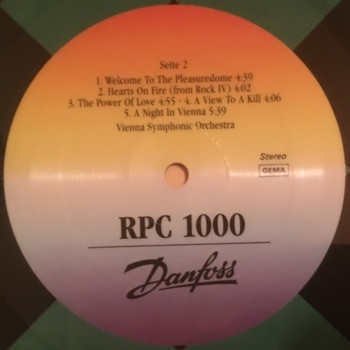 Seite 2
1. Welcome To The Pleasuredome 4:39
2. Hearts On Fire (from Rock IV) 4:02
3. The Power Of Love 4:55 · 4. A View To A Kill 4:06
5. A Night In Vienna 5:39
Vienna Symphonic Orchestra
Stereo
GEMA
RPC 1000
Danfoss